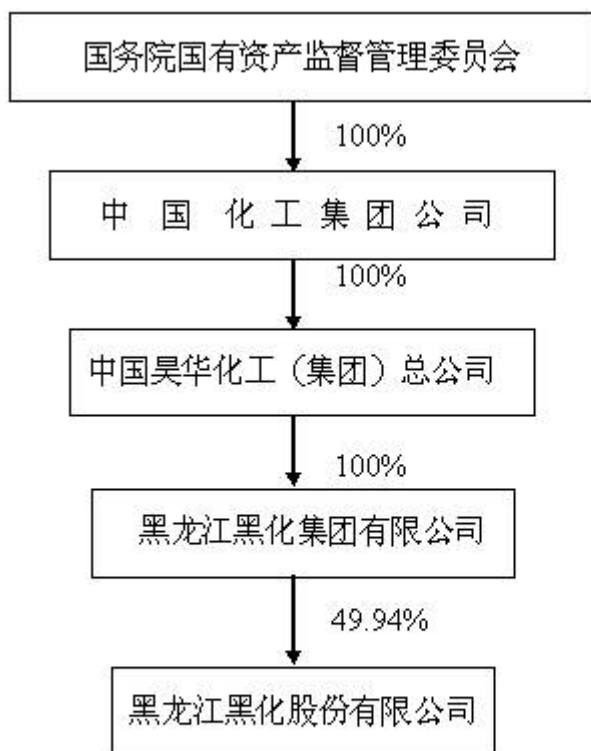 国务院国有资产监督管理委员会
100%
中 国 化 工 集 团 公 司
100%
中国昊华化工（集团）总公司
100%
黑龙江黑化集团有限公司
49.94%
黑龙江黑化股份有限公司